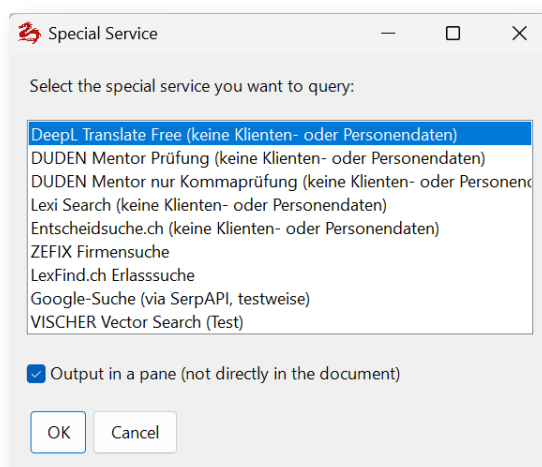 Special Service
Select the special service you want to query:
DeepL Translate Free (keine Klienten- oder Personendaten)
DUDEN Mentor Prüfung (keine Klienten- oder Personendaten)
DUDEN Mentor nur Kommaprüfung (keine Klienten- oder Personenc
Lexi Search (keine Klienten- oder Personendaten)
Entscheidsuche.ch (keine Klienten- oder Personendaten)
ZEFIX Firmensuche
LexFind.ch Erlasssuche
Google-Suche (via SerpAPI, testweise)
VISCHER Vector Search (Test)
Output in a pane (not directly in the document)
OK Cancel